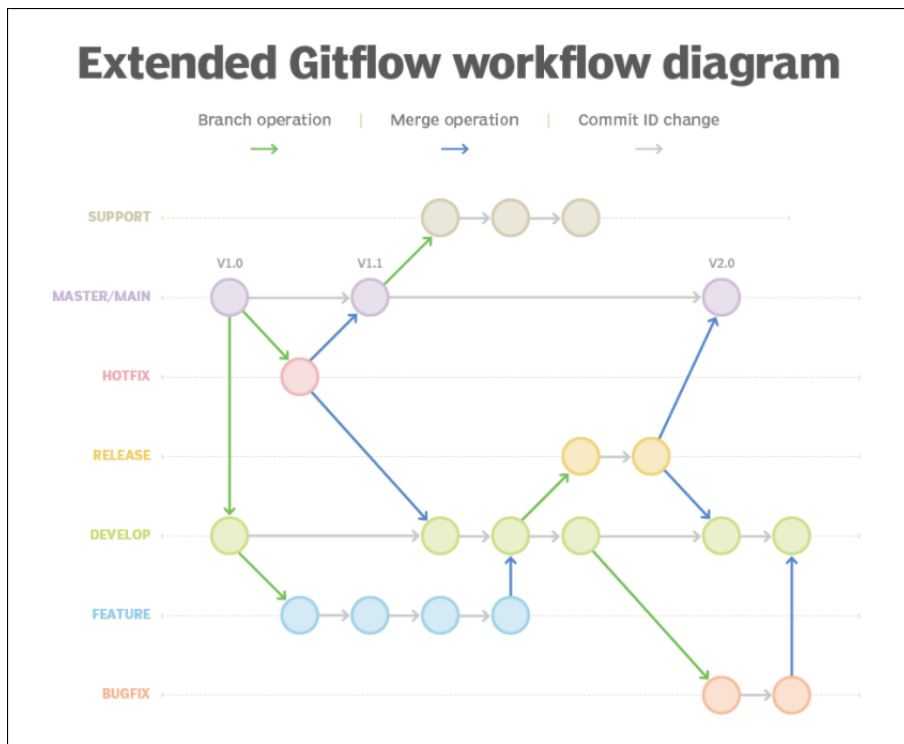 Extended Gitflow workflow diagram
Branch operation | Merge operation | Commit ID change
SUPPORT
V1.0 V1.1 V2.0
MASTER/MAIN
HOTFIX
RELEASE
DEVELOP
FEATURE
BUGFIX